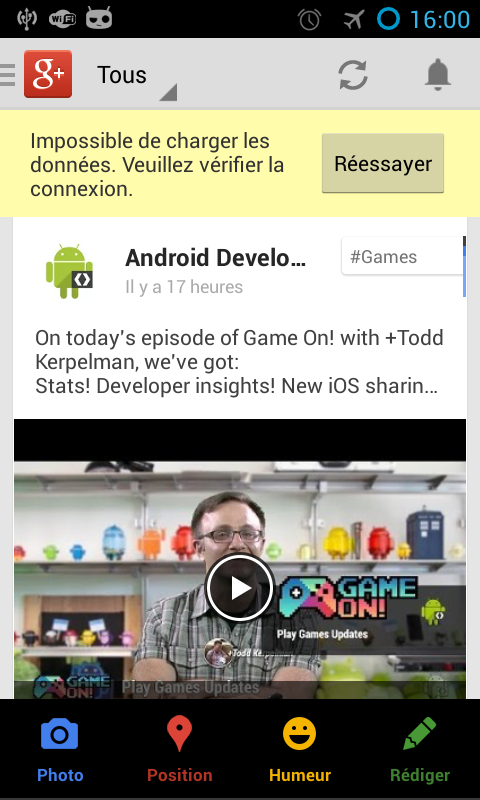 WiFi
16:00
g+
Tous
Impossible de charger les
données. Veuillez vérifier la
connexion.
Réessayer
Android Develo…
Il y a 17 heures
#Games
On today's episode of Game On! with +Todd
Kerpelman, we've got:
Stats! Developer insights! New iOS sharin…
GAME
ON!
Play Games Updates
+Todd Ke
GAME
ON!
Play Games Updates
Photo
Position
Humeur
Rédiger